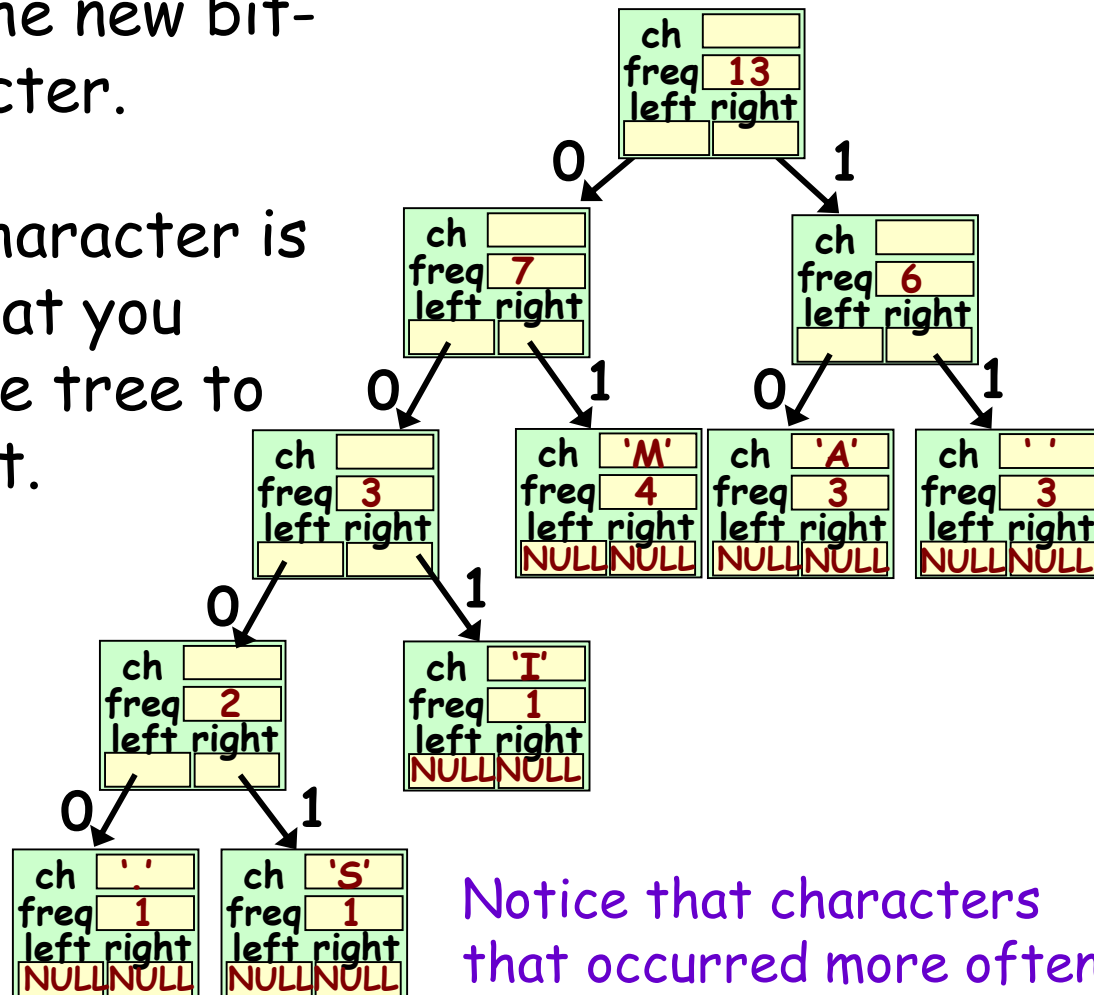 he new bit-
cter.
haracter is
at you
e tree to
t.
ch
freq 13
left right
0 1
ch
freq 7
left right
ch
freq 6
left right
0 1
0 1
ch
freq 3
left right
ch 'M'
freq 4
left right
NULL NULL
ch 'A'
freq 3
left right
NULL NULL
ch ' '
freq 3
left right
NULL NULL
0 1
ch
freq 2
left right
ch 'I'
freq 1
left right
NULL NULL
0 1
ch '.'
freq 1
left right
NULL NULL
ch 'S'
freq 1
left right
NULL NULL
Notice that characters
that occurred more often